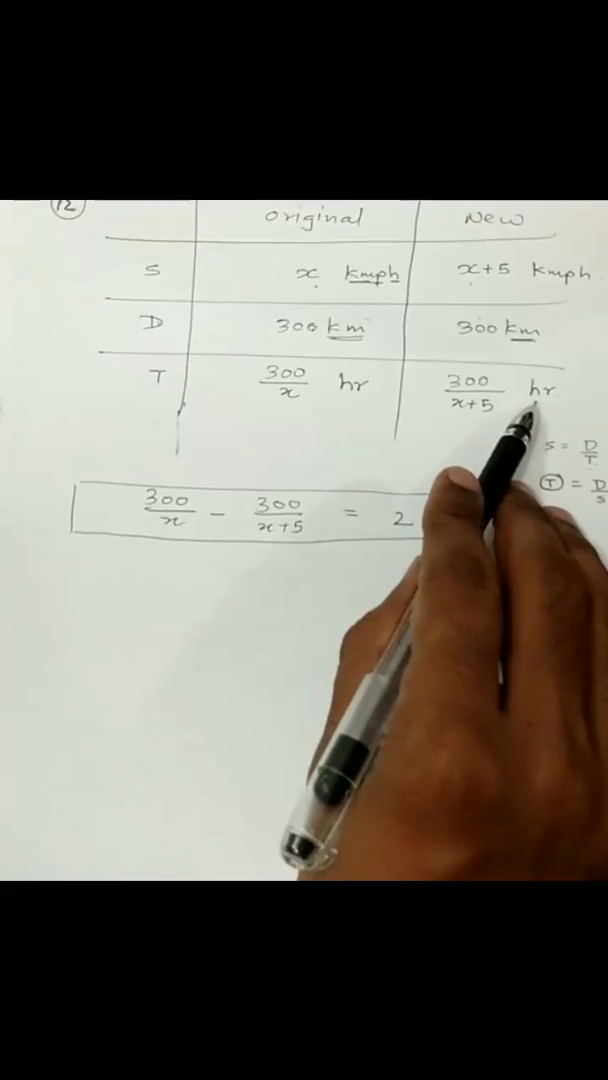 12
original New
S x kmph x+5 Kmph.
D 300 km 300 km
T 300/x hr 300/x+5 hr
S = D/T
T = D/S
300/x - 300/x+5 = 2